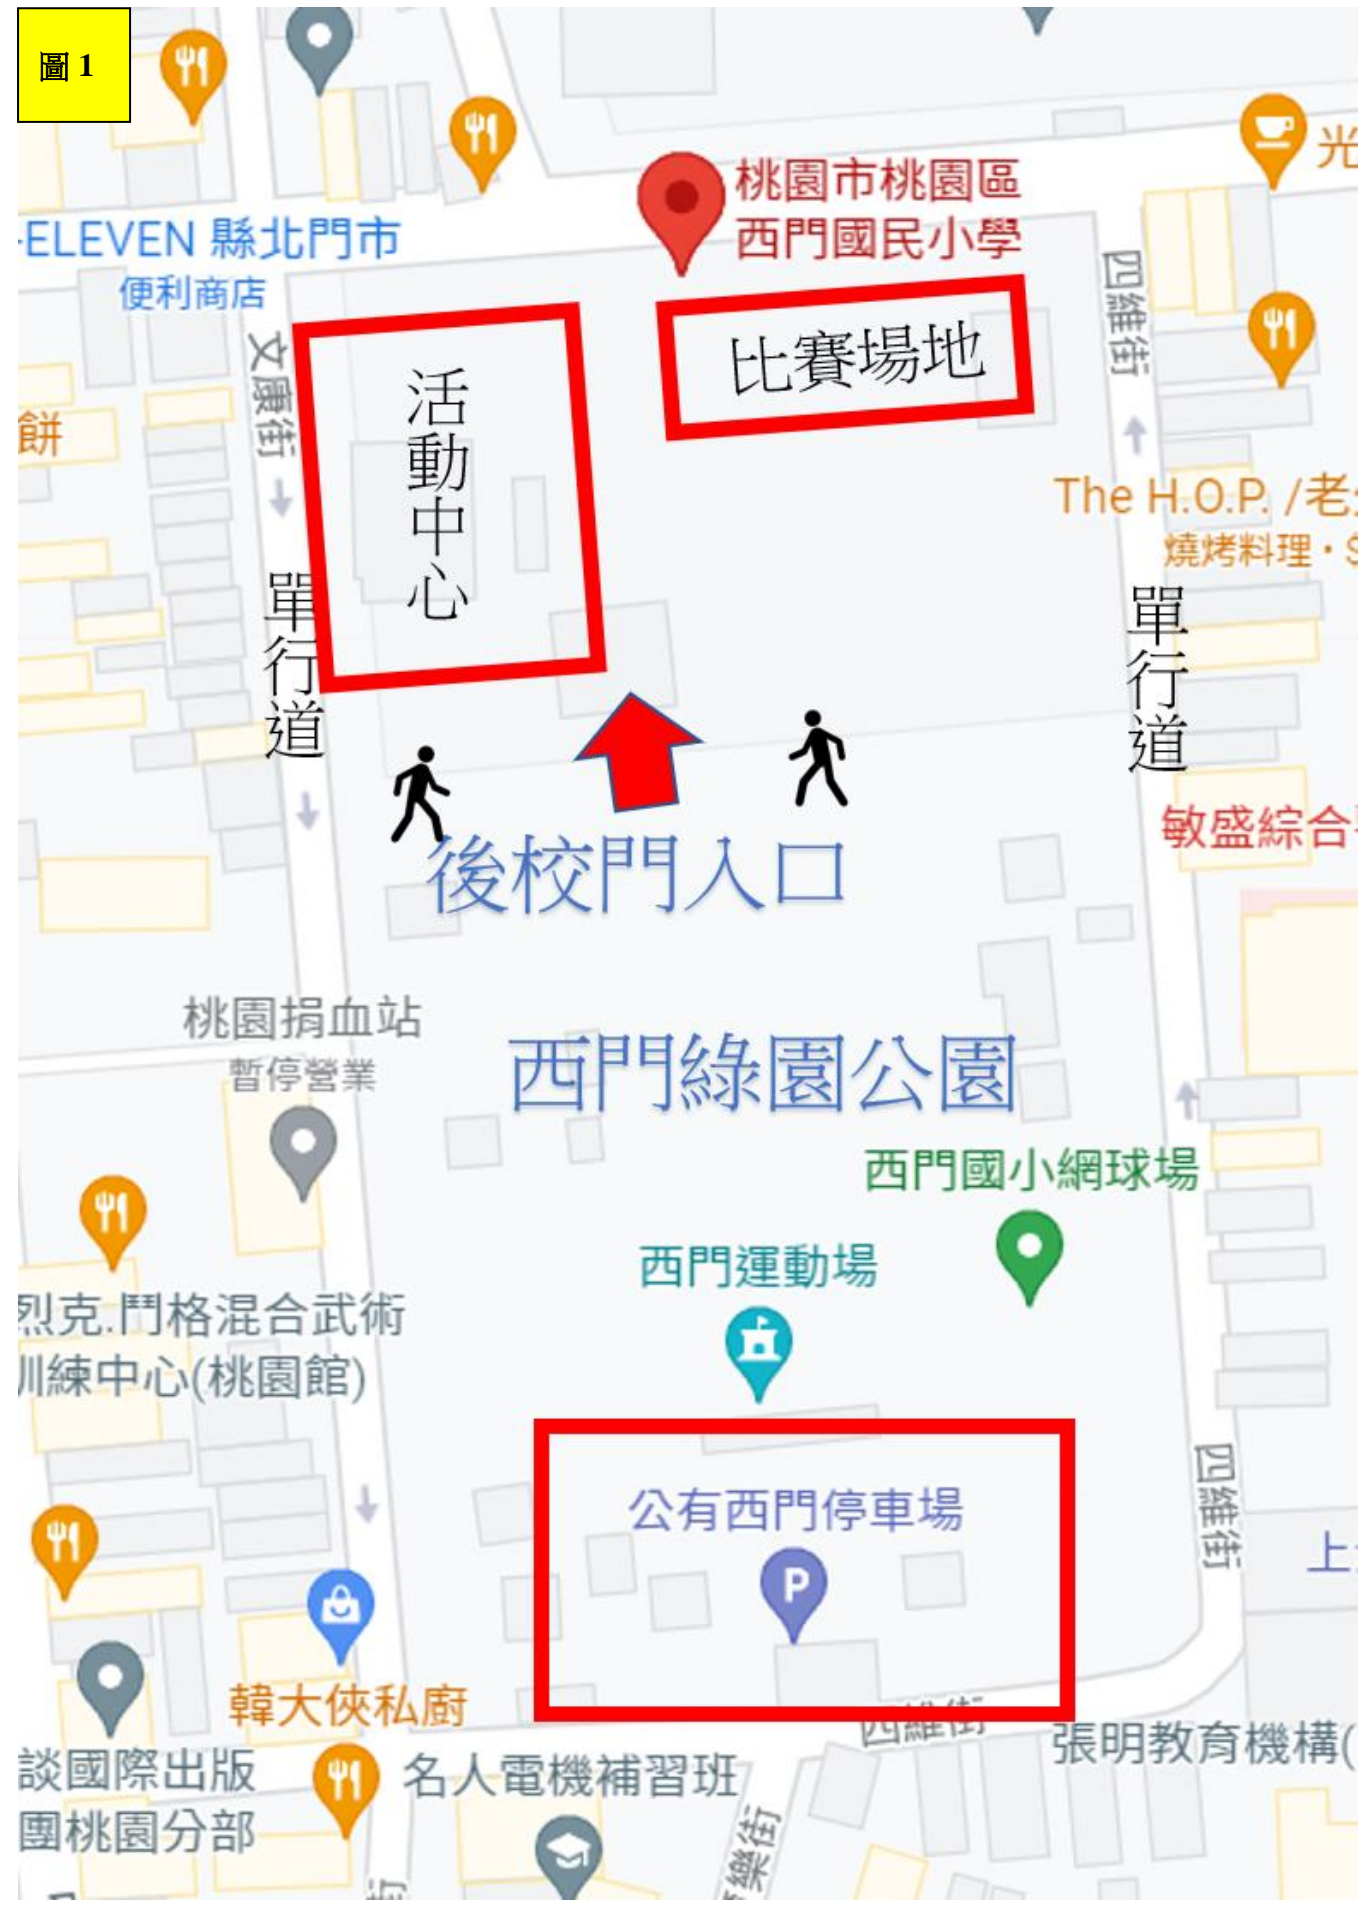 圖 1
桃園市桃園區
西門國民小學
光
-ELEVEN 縣北門市
便利商店
四維街
文康街
比賽場地
活動中心
餅
The H.O.P. /老
燒烤料理・S
單行道
單行道
敏盛綜合
後校門入口
桃園捐血站
暫停營業
西門綠園公園
西門國小網球場
西門運動場
烈克.鬥格混合武術
訓練中心(桃園館)
公有西門停車場
P
四維街
上
韓大俠私廚
四維街
張明教育機構(
談國際出版
團桃園分部
名人電機補習班
樂街
街